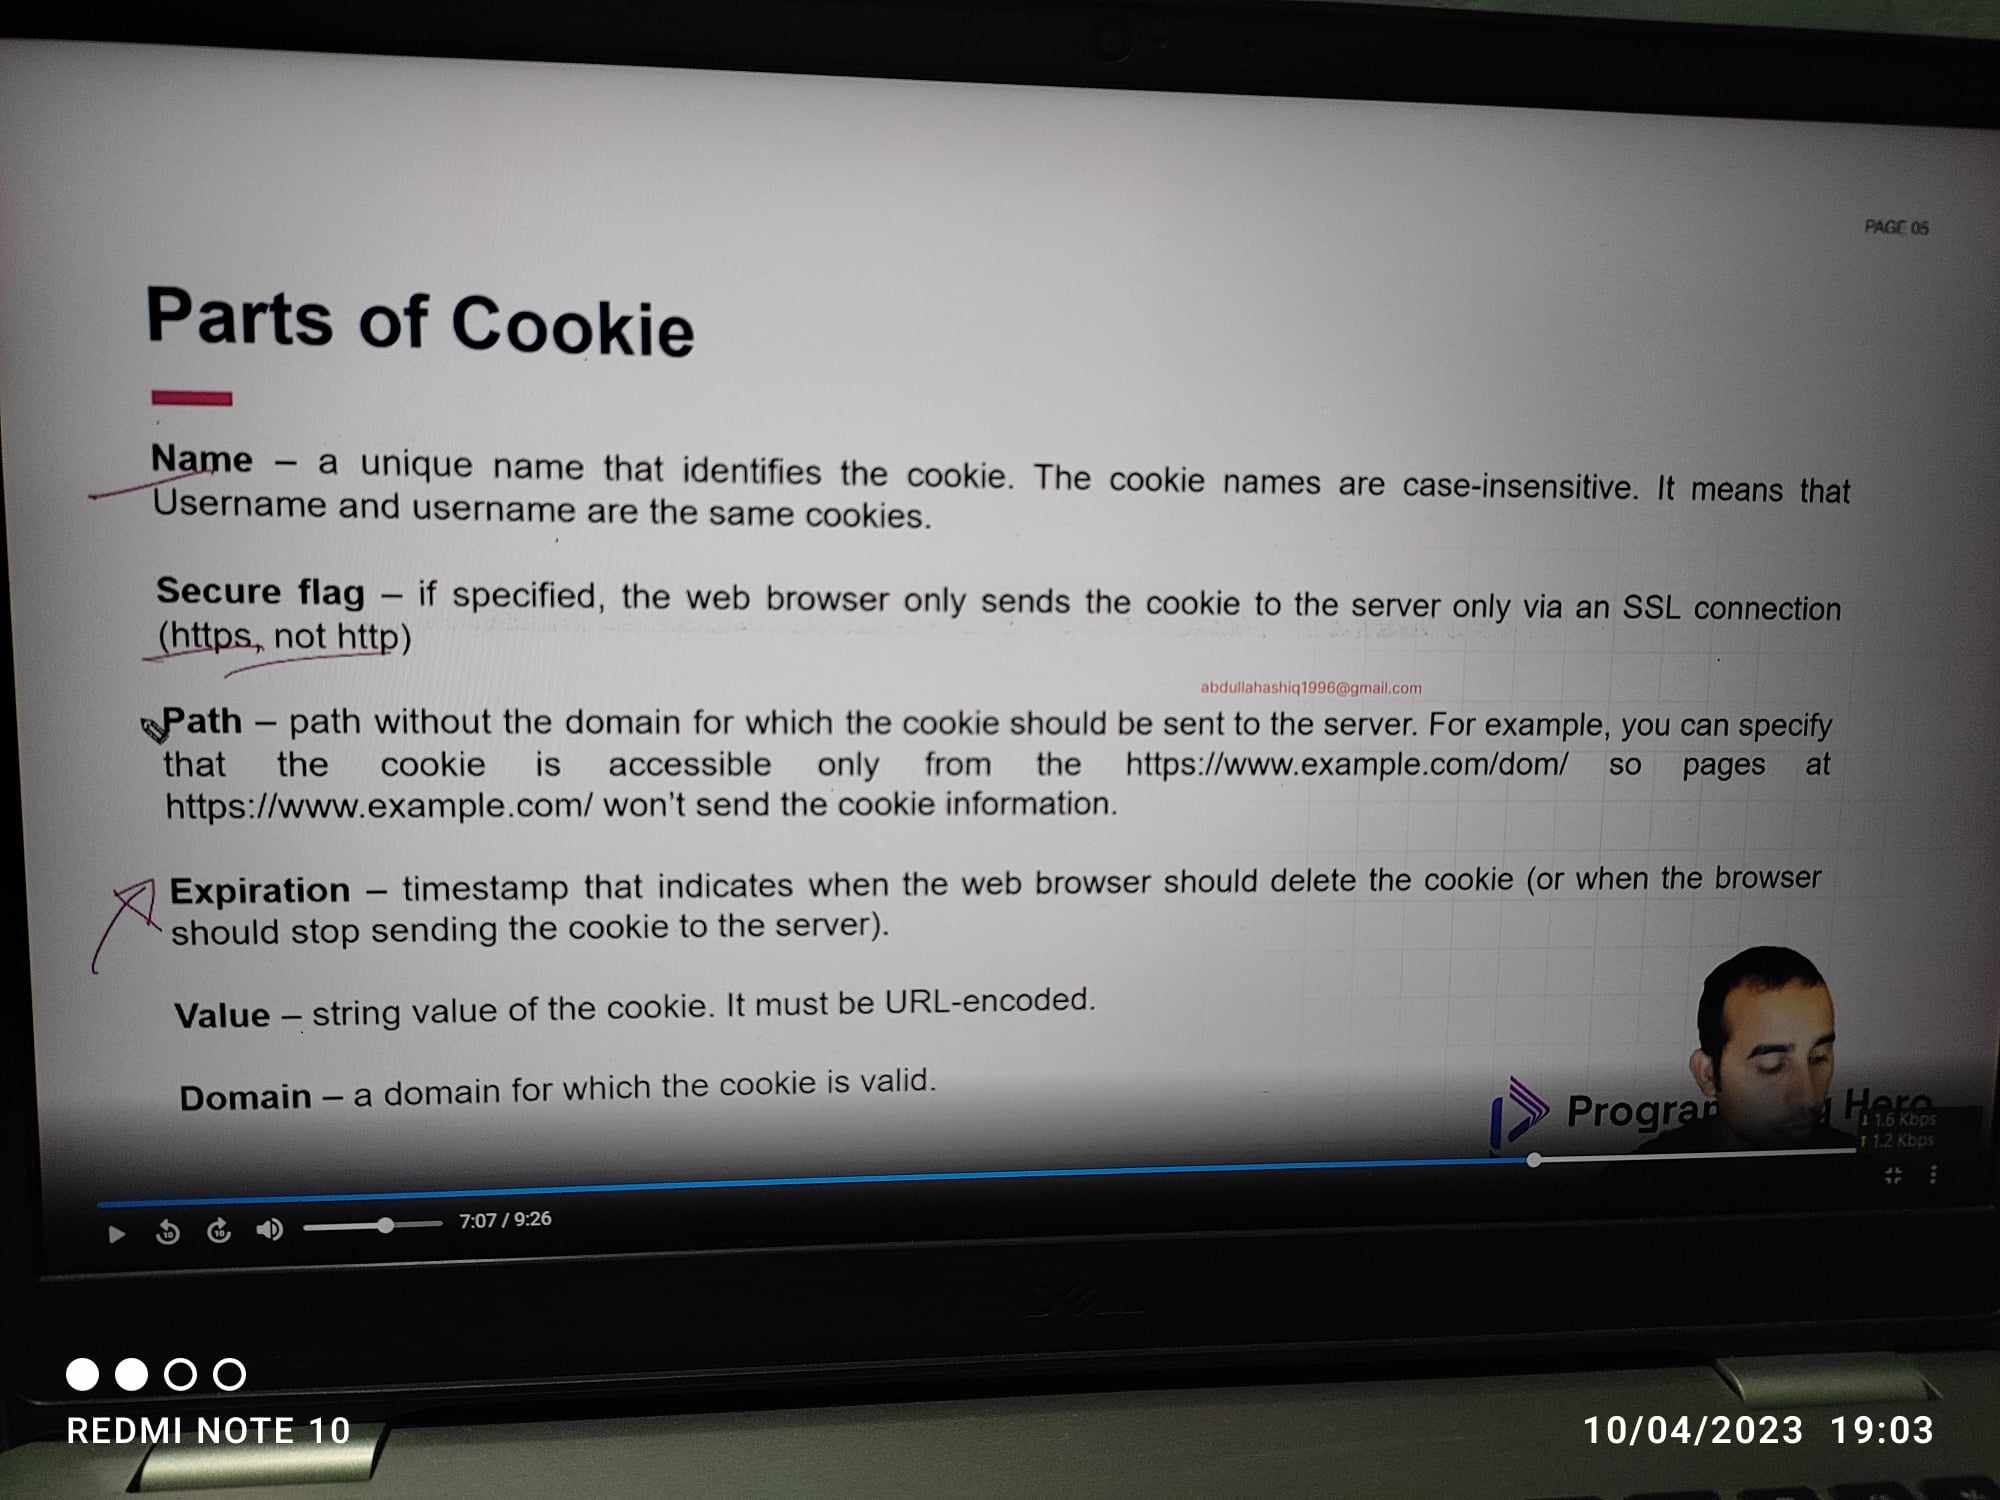 PAGE 05
Parts of Cookie
Name – a unique name that identifies the cookie. The cookie names are case-insensitive. It means that
Username and username are the same cookies.
Secure flag – if specified, the web browser only sends the cookie to the server only via an SSL connection
(https, not http)
abdullahashiq1996@gmail.com
Path – path without the domain for which the cookie should be sent to the server. For example, you can specify
that the cookie is accessible only from the https://www.example.com/dom/ so pages at
https://www.example.com/ won't send the cookie information.
Expiration – timestamp that indicates when the web browser should delete the cookie (or when the browser
should stop sending the cookie to the server).
Value – string value of the cookie. It must be URL-encoded.
Domain – a domain for which the cookie is valid.
Hero
1.6 Kbps
1.2 Kbps
10 10 7:07 / 9:26
REDMI NOTE 10
10/04/2023 19:03